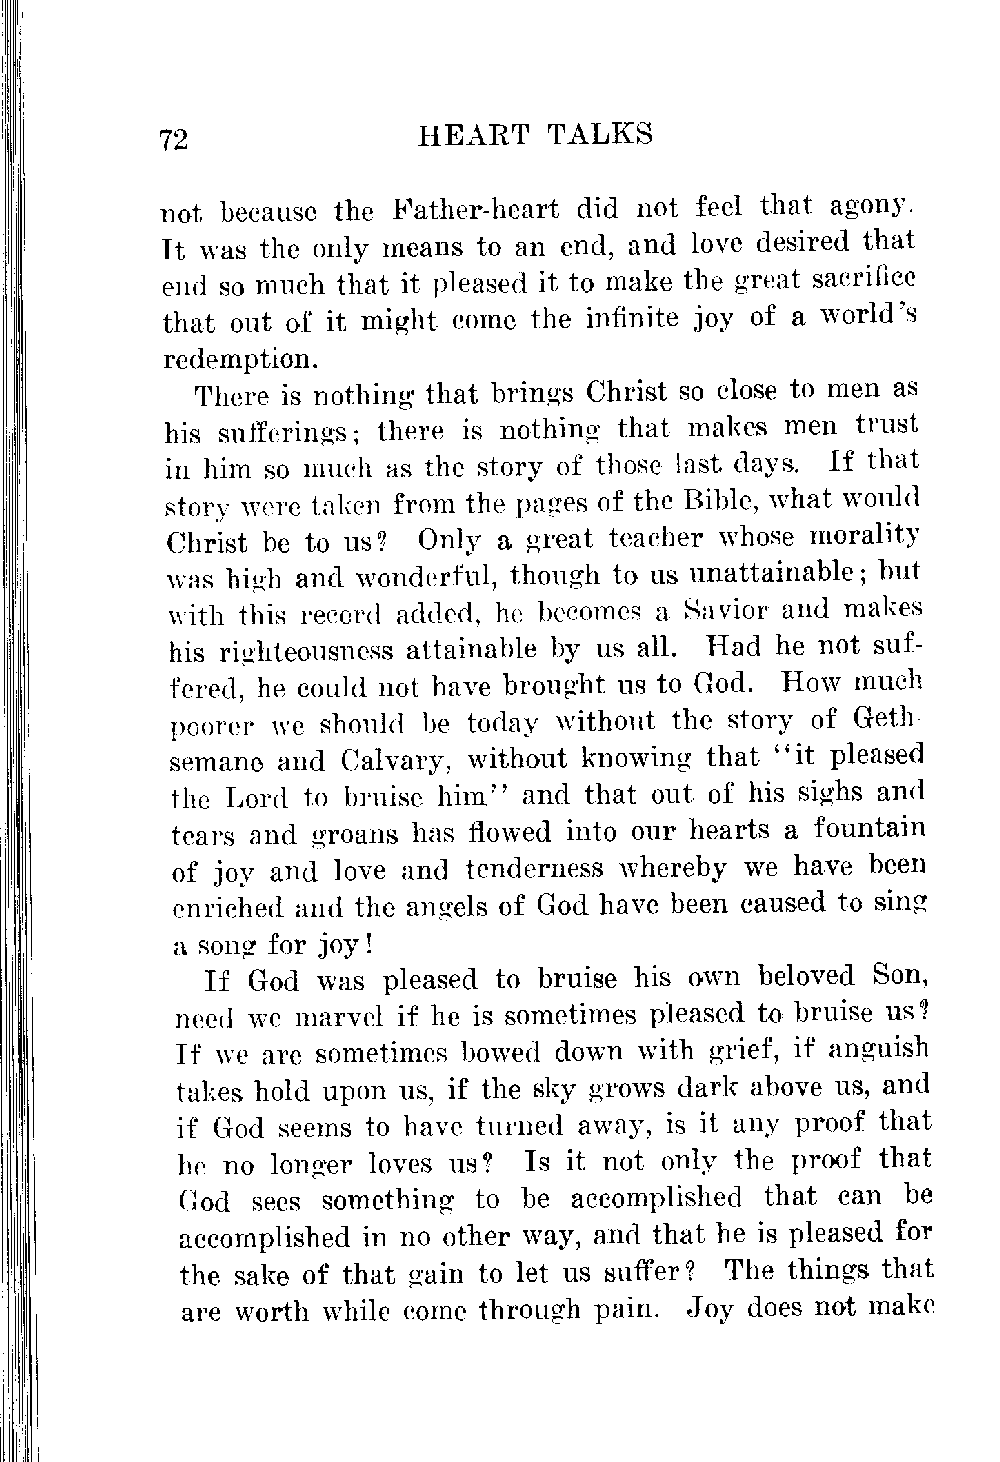 72 HEART TALKS
not because the Father-heart did not feel that agony.
It was the only means to an end, and love desired that
end so much that it pleased it to make the great sacrifice
that out of it might come the infinite joy of a world's
redemption.
There is nothing that brings Christ so close to men as
his sufferings; there is nothing that makes men trust
in him so much as the story of those last days. If that
story were taken from the pages of the Bible, what would
Christ be to us? Only a great teacher whose morality
was high and wonderful, though to us unattainable; but
with this record added, he becomes a Savior and makes
his righteousness attainable by us all. Had he not suf-
fered, he could not have brought us to God. How much
poorer we should be today without the story of Geth-
semane and Calvary, without knowing that "it pleased
the Lord to bruise him" and that out of his sighs and
tears and groans has flowed into our hearts a fountain
of joy and love and tenderness whereby we have been
enriched and the angels of God have been caused to sing
a song for joy!
If God was pleased to bruise his own beloved Son,
need we marvel if he is sometimes pleased to bruise us?
If we are sometimes bowed down with grief, if anguish
takes hold upon us, if the sky grows dark above us, and
if God seems to have turned away, is it any proof that
he no longer loves us? Is it not only the proof that
God sees something to be accomplished that can be
accomplished in no other way, and that he is pleased for
the sake of that gain to let us suffer? The things that
are worth while come through pain. Joy does not make